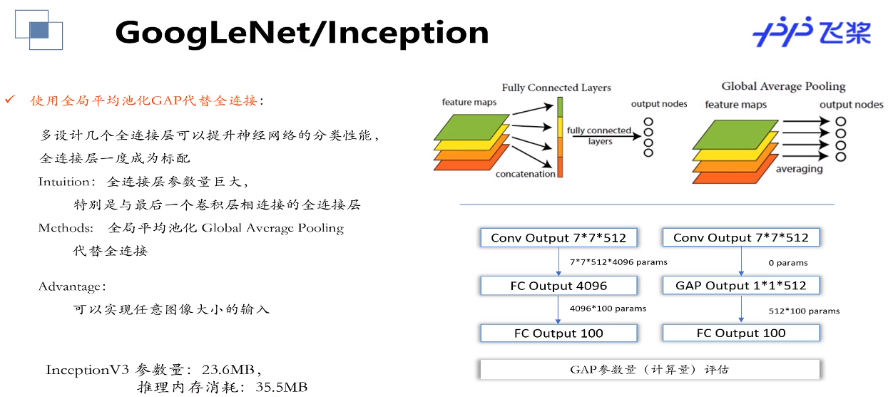 GoogLeNet/Inception
飞桨
使用全局平均池化GAP代替全连接：
多设计几个全连接层可以提升神经网络的分类性能，
全连接层一度成为标配
Intuition：全连接层参数量巨大，
特别是与最后一个卷积层相连接的全连接层
Methods: 全局平均池化 Global Average Pooling
代替全连接
Advantage：
可以实现任意图像大小的输入
InceptionV3 参数量：23.6MB，
推理内存消耗：35.5MB
Fully Connected Layers
feature maps
output nodes
fully connected
layers
concatenation
Global Average Pooling
feature maps
output nodes
averaging
Conv Output 7*7*512
7*7*512*4096 params
FC Output 4096
4096*100 params
FC Output 100
Conv Output 7*7*512
0 params
GAP Output 1*1*512
512*100 params
FC Output 100
GAP参数量（计算量）评估